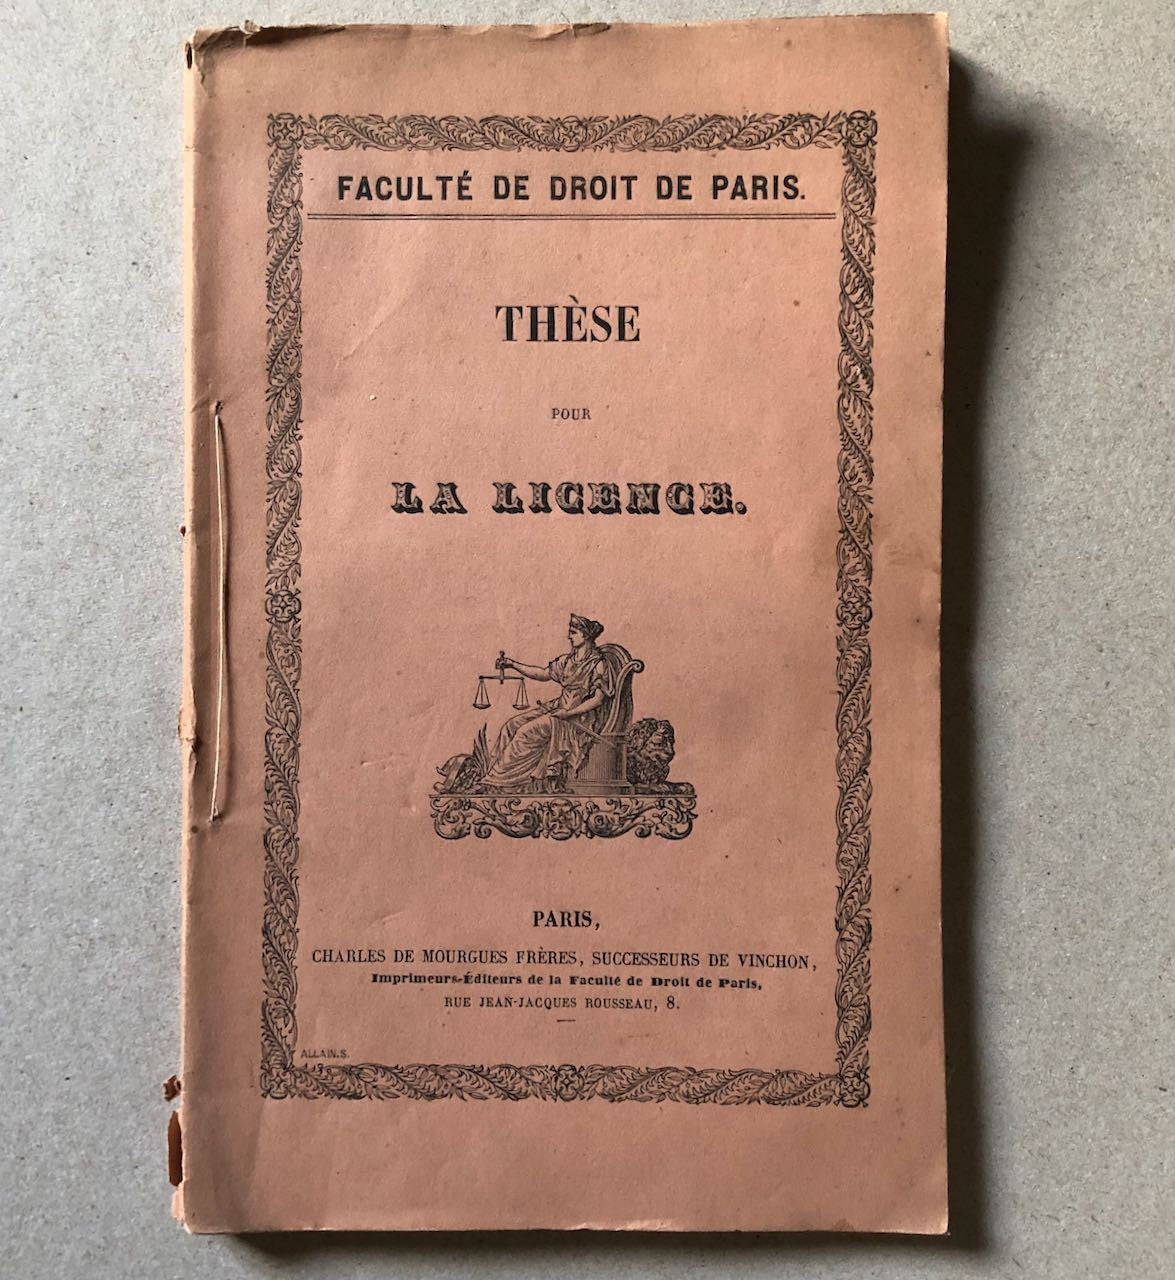 FACULTÉ DE DROIT DE PARIS.
THÈSE
POUR
LA LICENCE.
PARIS,
CHARLES DE MOURGUES FRÈRES, SUCCESSEURS DE VINCHON,
Imprimeurs-Éditeurs de la Faculté de Droit de Paris,
RUE JEAN-JACQUES ROUSSEAU, 8.
ALLAIN.S.